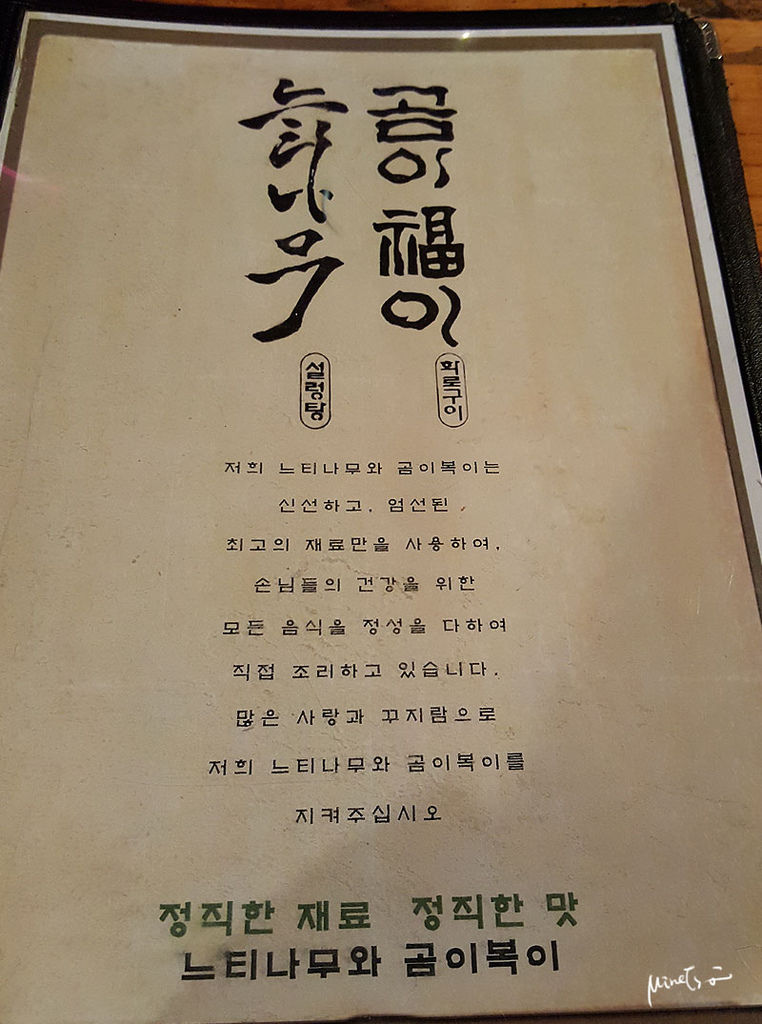 느티나무
곰이福이
설렁탕
화로구이
저희 느티나무와 곰이복이는
신선하고, 엄선된
최고의 재료만을 사용하여,
손님들의 건강을 위한
모든 음식을 정성을 다하여
직접 조리하고 있습니다.
많은 사랑과 꾸지람으로
저희 느티나무와 곰이복이를
지켜주십시오
정직한 재료 정직한 맛
느티나무와 곰이복이